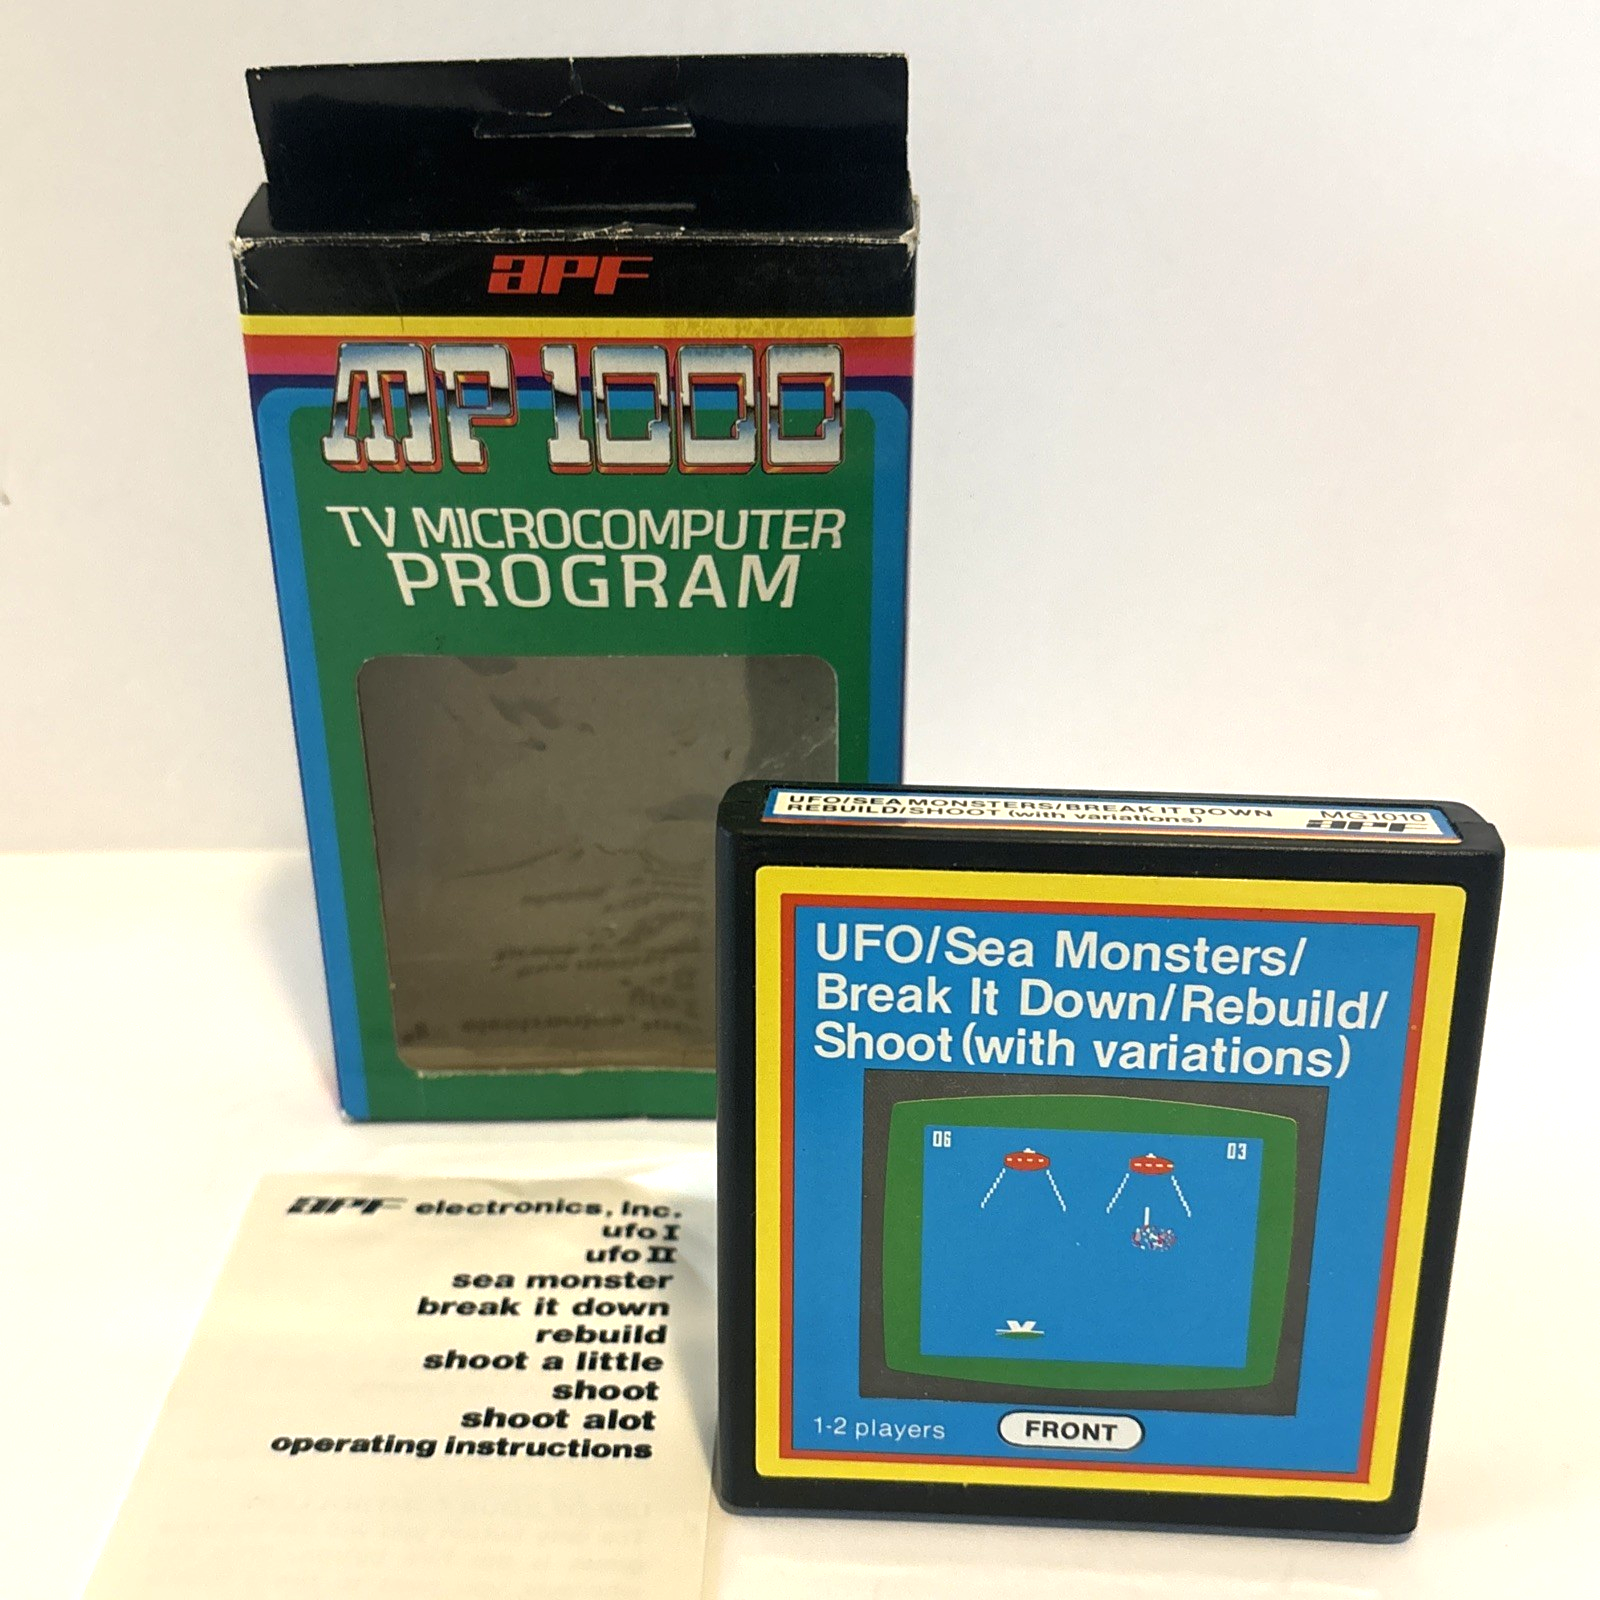 apf
MP1000
TV MICROCOMPUTER
PROGRAM
UFO/SEA MONSTERS/BREAK IT DOWN
REBUILD/SHOOT (with variations)
MG1010
apf
UFO/Sea Monsters/
Break It Down/Rebuild/
Shoot (with variations)
06
03
1-2 players
FRONT
apf electronics, inc.
ufo I
ufo II
sea monster
break it down
rebuild
shoot a little
shoot
shoot alot
operating instructions